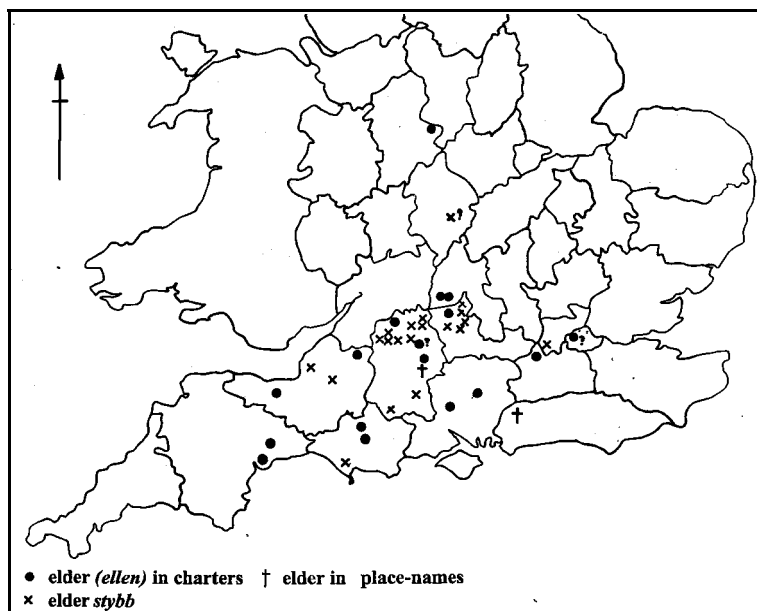 ?
?
?
● elder (ellen) in charters † elder in place-names
× elder stybb